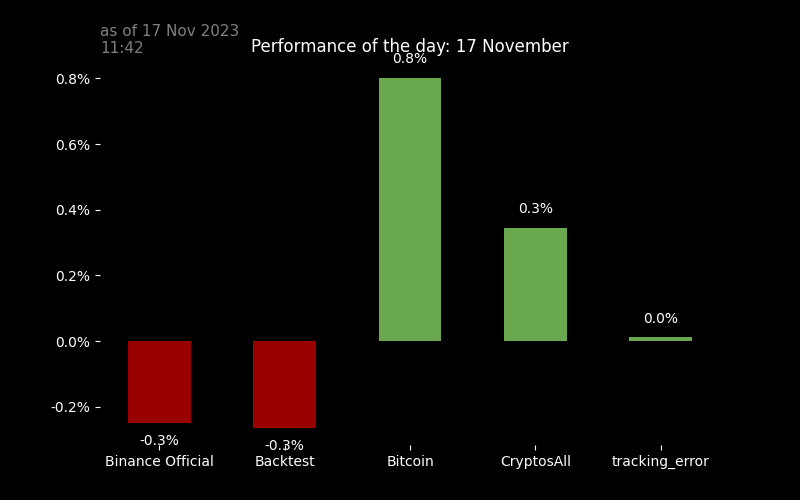 as of 17 Nov 2023
11:42
Performance of the day: 17 November
0.8%
0.8%
0.6%
0.4%
0.3%
0.2%
0.0%
0.0%
-0.2%
-0.3%
-0.3%
Binance Official
Backtest
Bitcoin
CryptosAll
tracking_error